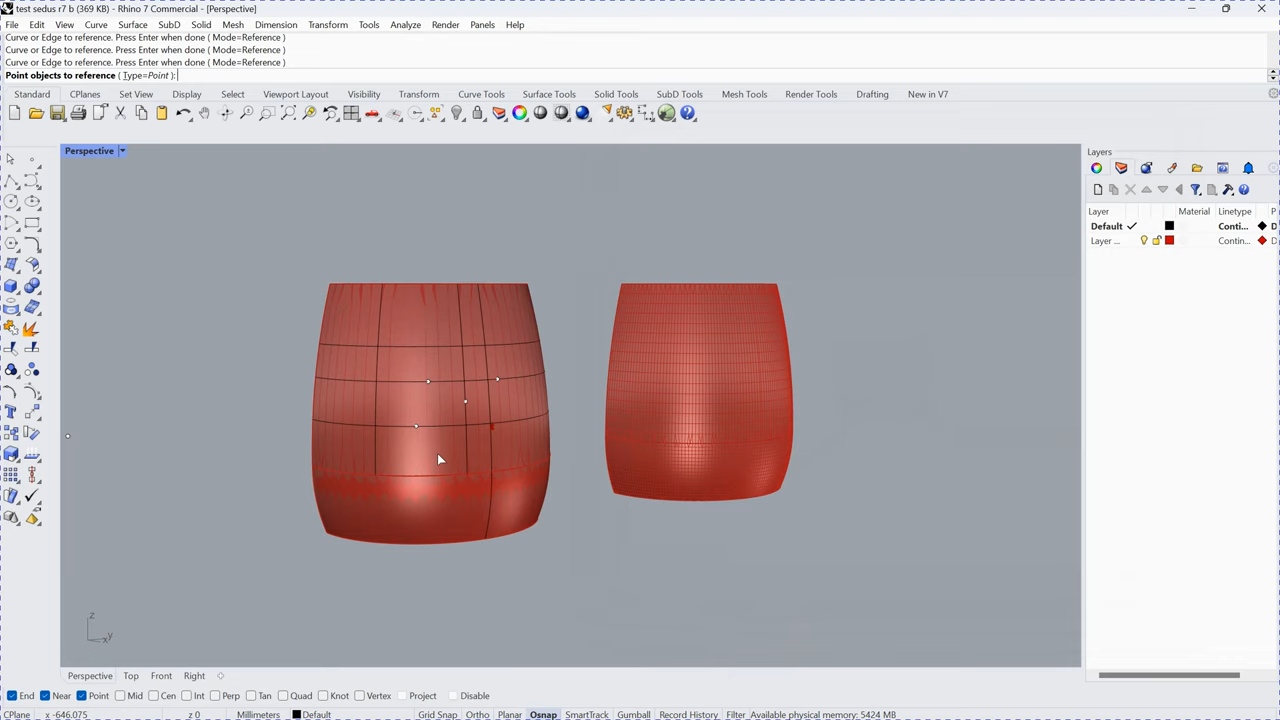 test sedus r7 b (369 KB) - Rhino 7 Commercial - [Perspective]
File Edit View Curve Surface SubD Solid Mesh Dimension Transform Tools Analyze Render Panels Help
Curve or Edge to reference. Press Enter when done ( Mode=Reference )
Curve or Edge to reference. Press Enter when done ( Mode=Reference )
Curve or Edge to reference. Press Enter when done ( Mode=Reference )
Point objects to reference ( Type=Point ):
Standard CPlanes Set View Display Select Viewport Layout Visibility Transform Curve Tools Surface Tools Solid Tools SubD Tools Mesh Tools Render Tools Drafting New in V7
Perspective
Layers
Layer Material Linetype P
Default Conti... D
Layer ... Contin... D
z
x y
Perspective Top Front Right
End Near Point Mid Cen Int Perp Tan Quad Knot Vertex Project Disable
CPlane x -646.075 z 0 Millimeters Default Grid Snap Ortho Planar Osnap SmartTrack Gumball Record History Filter Available physical memory: 5424 MB